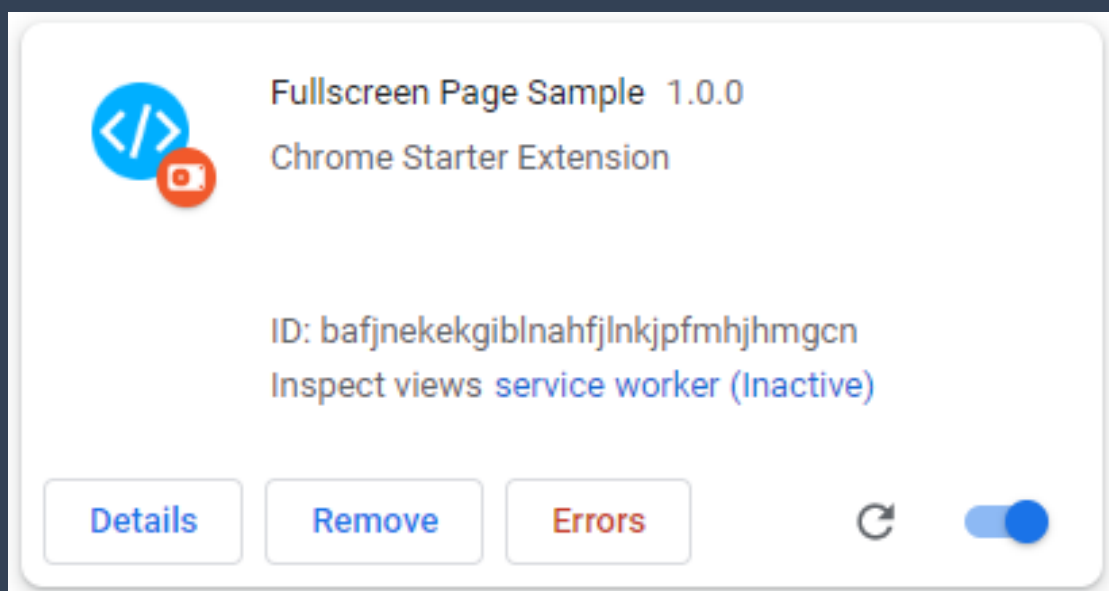 Fullscreen Page Sample 1.0.0
Chrome Starter Extension
ID: bafjnekekgiblnahfjlnkjpfmhjhmgcn
Inspect views service worker (Inactive)
Details Remove Errors